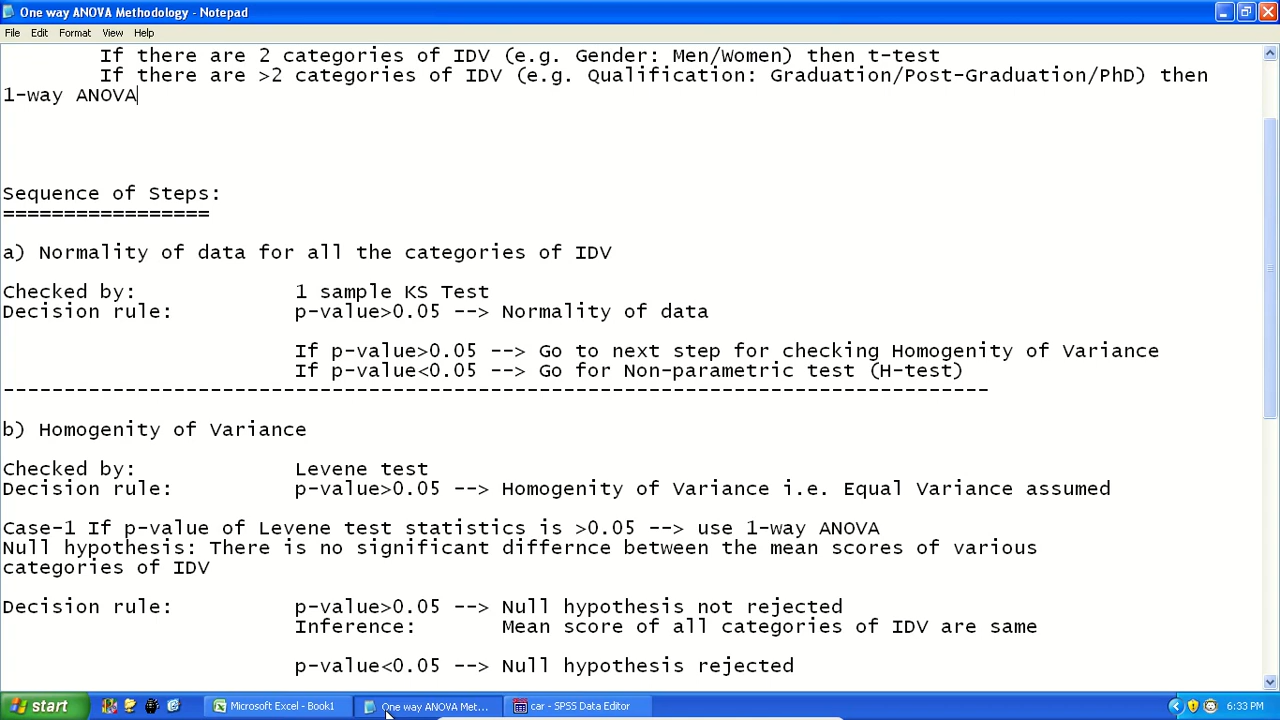 One way ANOVA Methodology - Notepad
File Edit Format View Help
If there are 2 categories of IDV (e.g. Gender: Men/Women) then t-test
If there are >2 categories of IDV (e.g. Qualification: Graduation/Post-Graduation/PhD) then
1-way ANOVA
Sequence of Steps:
=================
a) Normality of data for all the categories of IDV
Checked by: 1 sample KS Test
Decision rule: p-value>0.05 --> Normality of data
If p-value>0.05 --> Go to next step for checking Homogenity of Variance
If p-value<0.05 --> Go for Non-parametric test (H-test)
---------------------------------------------------------------------------------
b) Homogenity of Variance
Checked by: Levene test
Decision rule: p-value>0.05 --> Homogenity of Variance i.e. Equal Variance assumed
Case-1 If p-value of Levene test statistics is >0.05 --> use 1-way ANOVA
Null hypothesis: There is no significant differnce between the mean scores of various
categories of IDV
Decision rule: p-value>0.05 --> Null hypothesis not rejected
Inference: Mean score of all categories of IDV are same
p-value<0.05 --> Null hypothesis rejected
start Microsoft Excel - Book1 One way ANOVA Met... car - SPSS Data Editor 6:33 PM